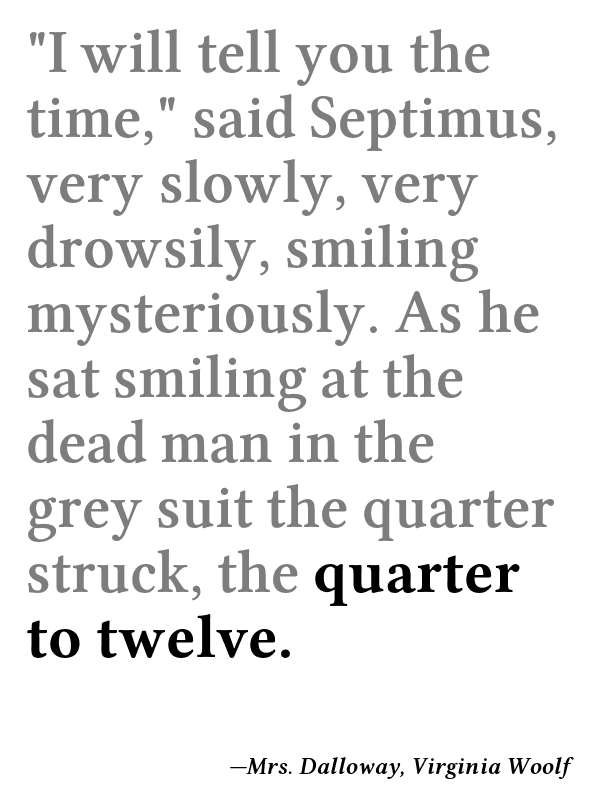 "I will tell you the
time," said Septimus,
very slowly, very
drowsily, smiling
mysteriously. As he
sat smiling at the
dead man in the
grey suit the quarter
struck, the quarter
to twelve.
—Mrs. Dalloway, Virginia Woolf